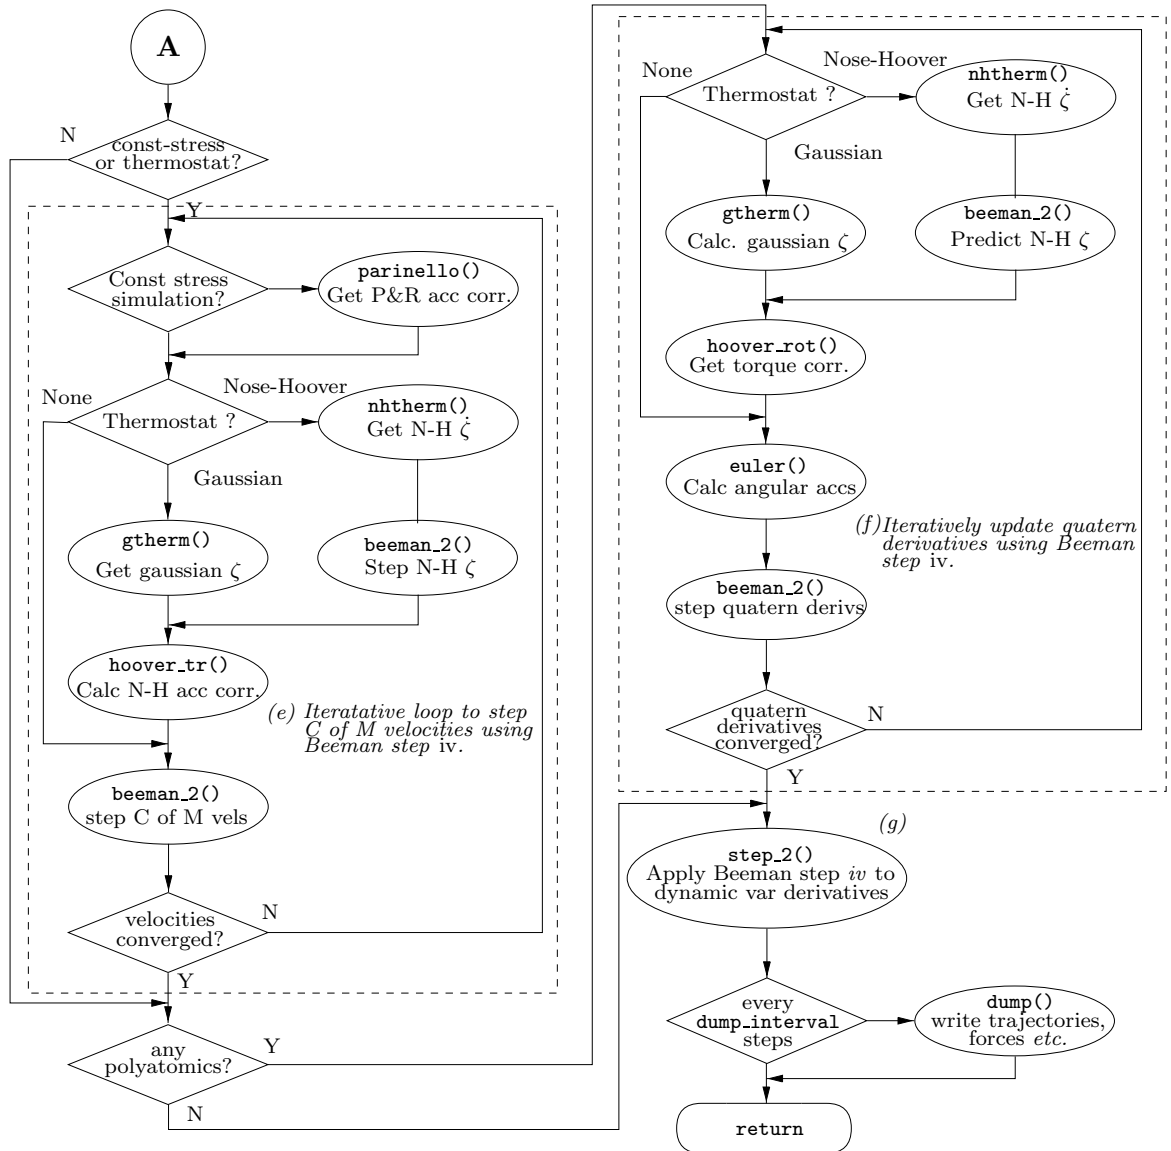 A
N
const-stress
or thermostat?
Y
Const stress
simulation?
parinello()
Get P&R acc corr.
None
Nose-Hoover
Thermostat ?
nhtherm()
Get N-H ζ̇
Gaussian
gtherm()
Get gaussian ζ
beeman_2()
Step N-H ζ
hoover_tr()
Calc N-H acc corr.
(e) Iteratative loop to step
C of M velocities using
Beeman step iv.
beeman_2()
step C of M vels
velocities
converged?
N
Y
any
polyatomics?
Y
N
None
Nose-Hoover
Thermostat ?
nhtherm()
Get N-H ζ̇
Gaussian
gtherm()
Calc. gaussian ζ
beeman_2()
Predict N-H ζ
hoover_rot()
Get torque corr.
euler()
Calc angular accs
(f) Iteratively update quatern
derivatives using Beeman
step iv.
beeman_2()
step quatern derivs
quatern
derivatives
converged?
N
Y
(g)
step_2()
Apply Beeman step iv to
dynamic var derivatives
every
dump_interval
steps
dump()
write trajectories,
forces etc.
return